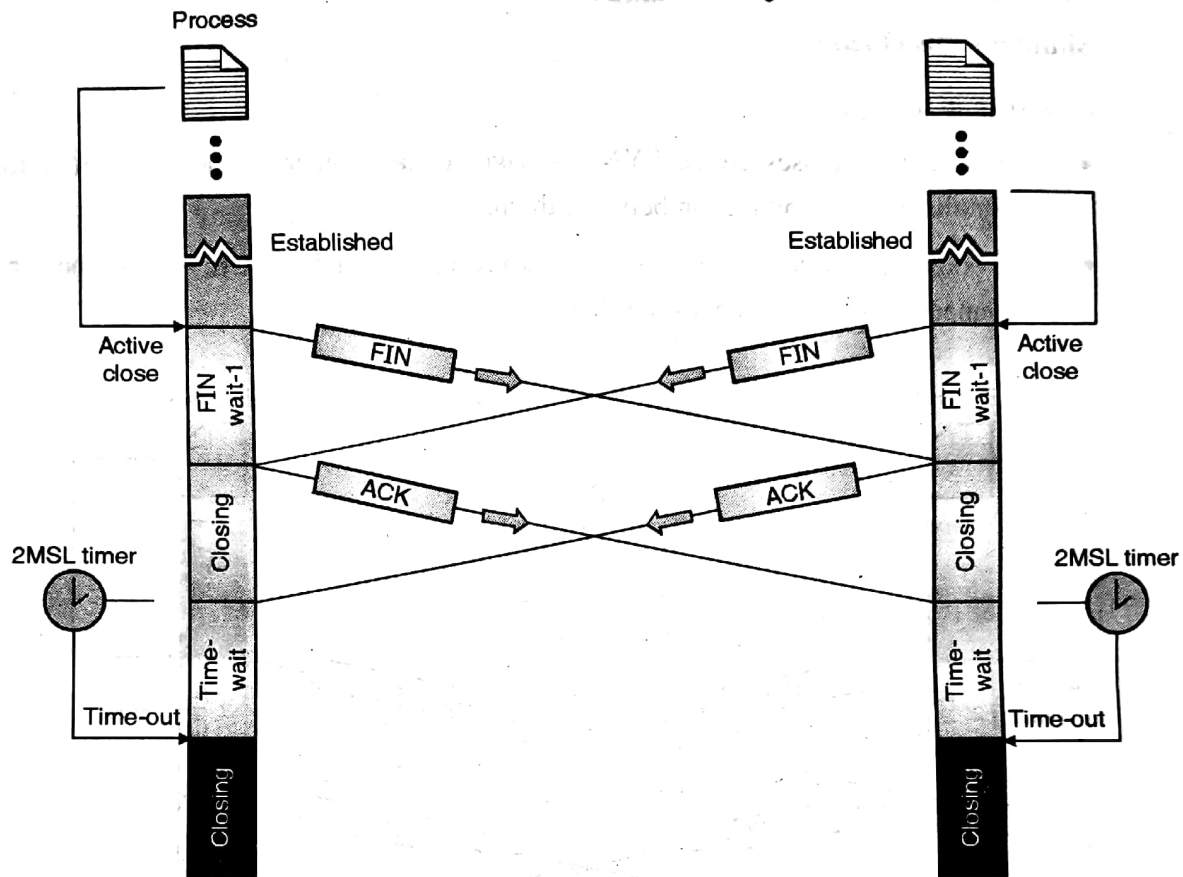 Process
Established
Established
Active
close
Active
close
FIN
FIN
FIN
wait-1
FIN
wait-1
ACK
ACK
Closing
Closing
2MSL timer
2MSL timer
Time-
wait
Time-
wait
Time-out
Time-out
Closing
Closing